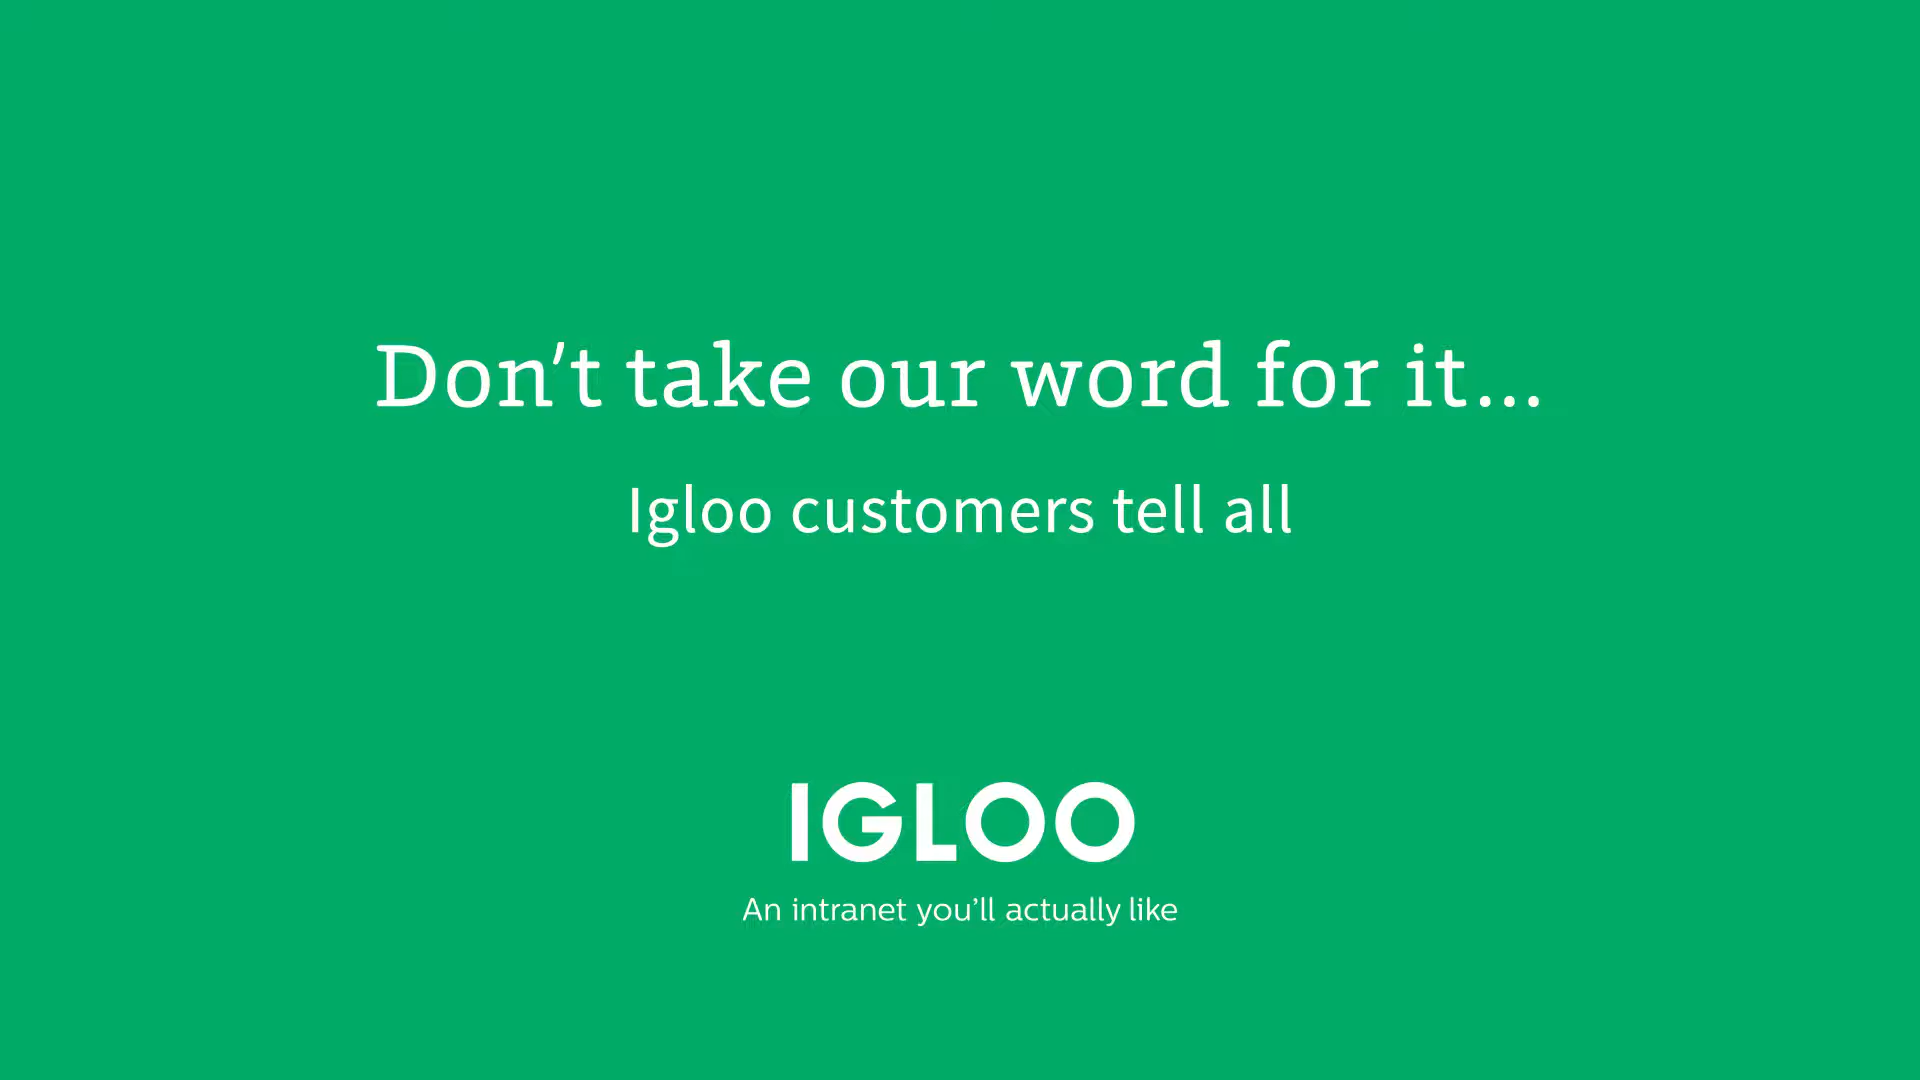 Don't take our word for it...
Igloo customers tell all
IGLOO
An intranet you'll actually like